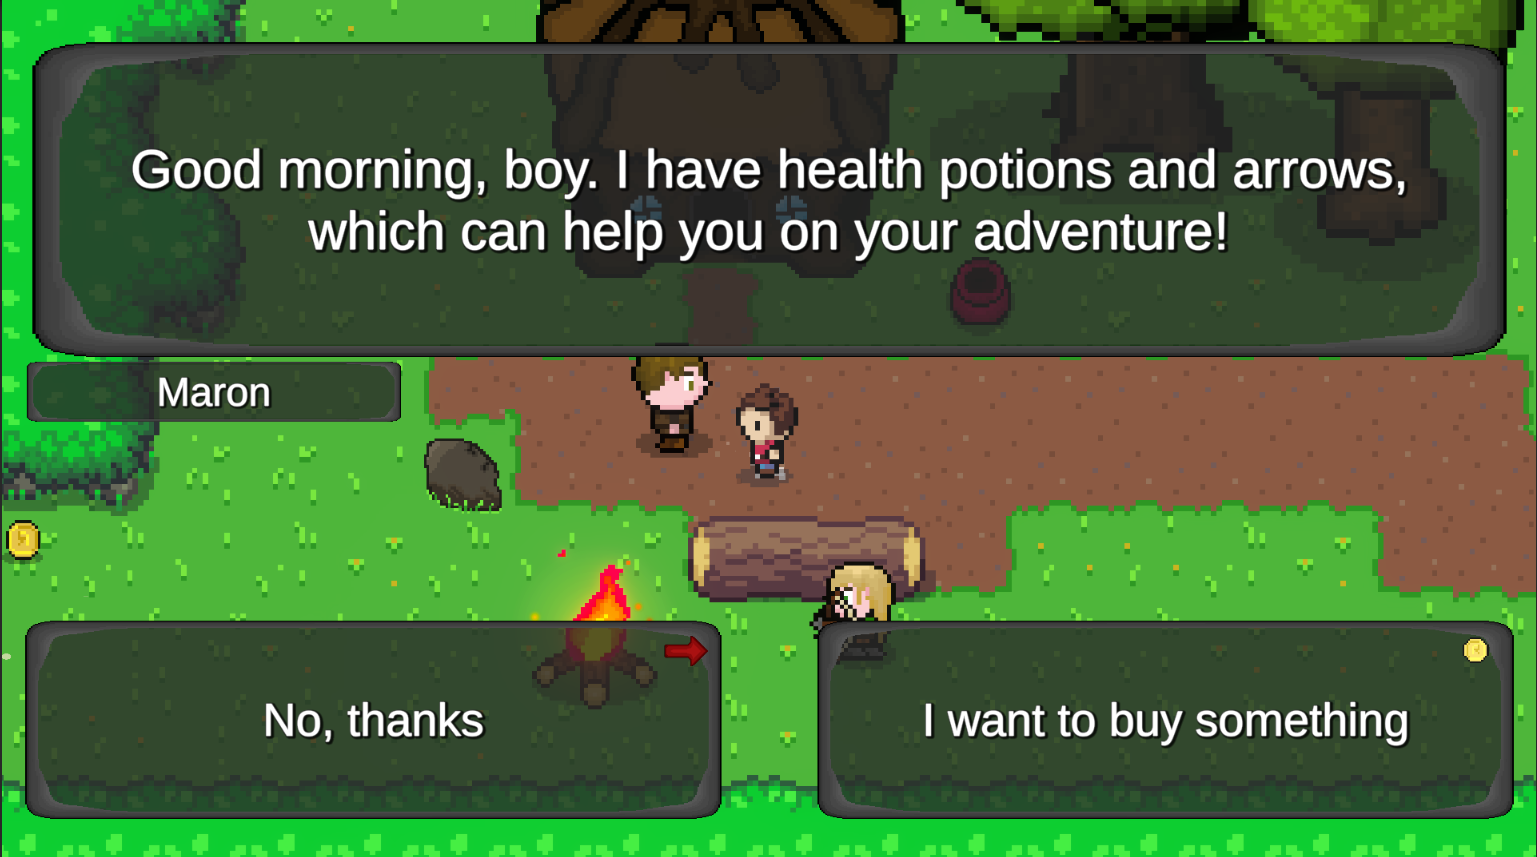 Good morning, boy. I have health potions and arrows,
which can help you on your adventure!
Maron
No, thanks
I want to buy something